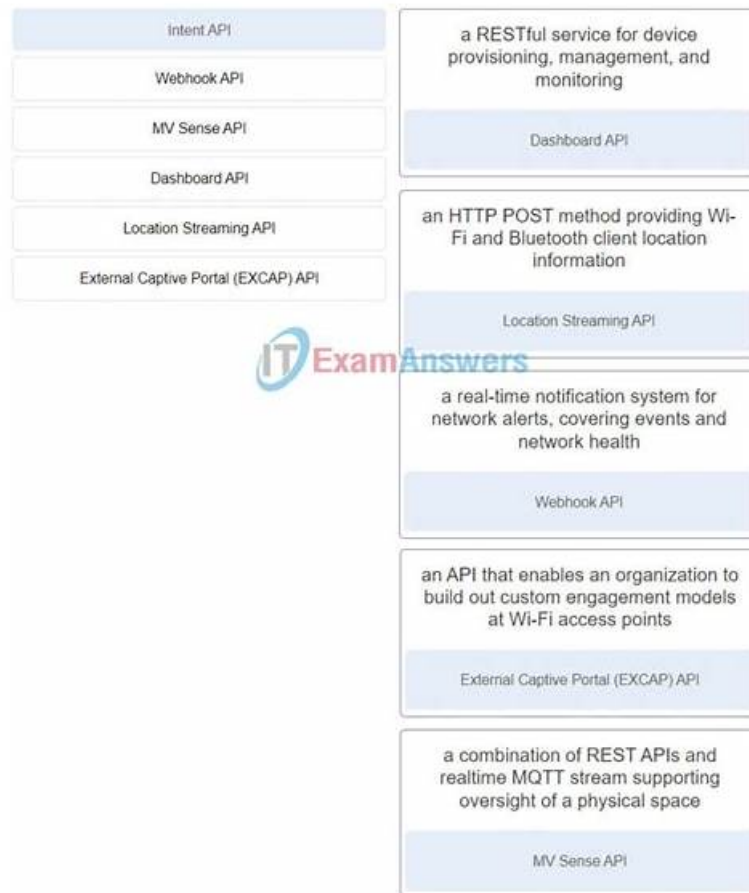 Intent API
Webhook API
MV Sense API
Dashboard API
Location Streaming API
External Captive Portal (EXCAP) API
a RESTful service for device
provisioning, management, and
monitoring
Dashboard API
an HTTP POST method providing Wi-
Fi and Bluetooth client location
information
Location Streaming API
ITExamAnswers
a real-time notification system for
network alerts, covering events and
network health
Webhook API
an API that enables an organization to
build out custom engagement models
at Wi-Fi access points
External Captive Portal (EXCAP) API
a combination of REST APIs and
realtime MQTT stream supporting
oversight of a physical space
MV Sense API